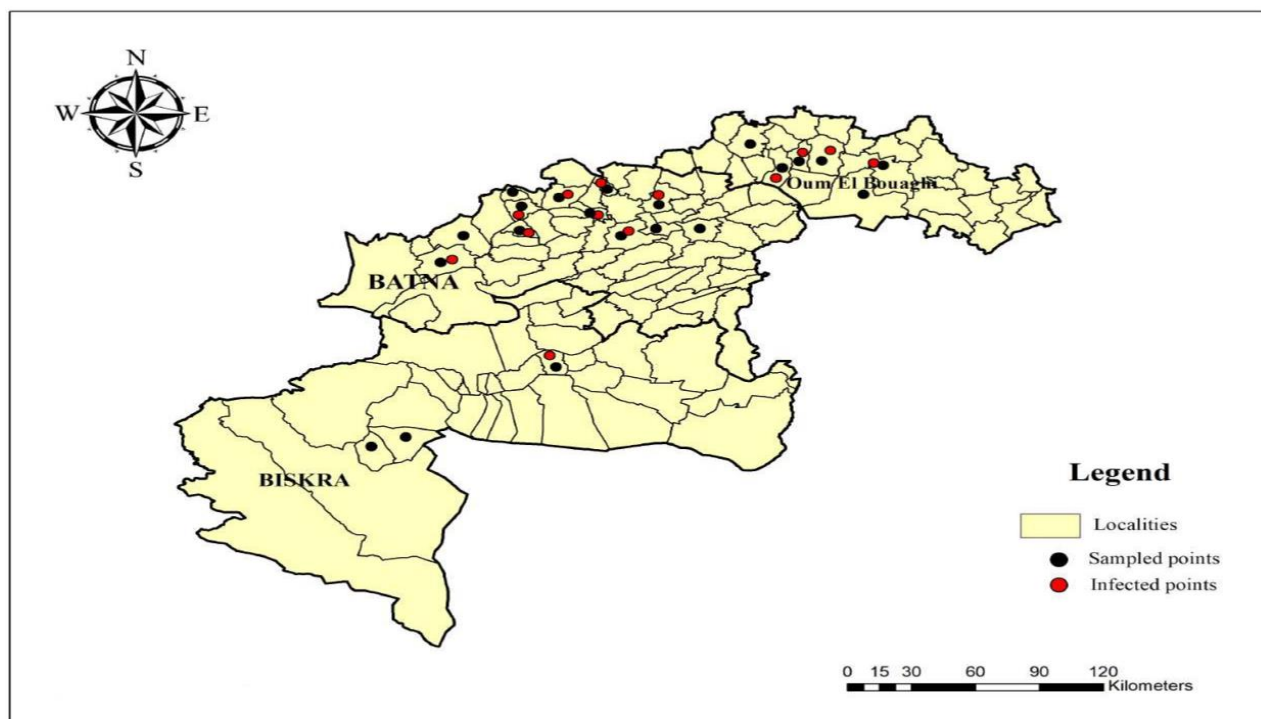 N
W E
S
Oum El Bouaghi
BATNA
BISKRA
Legend
Localities
Sampled points
Infected points
0 15 30 60 90 120
Kilometers